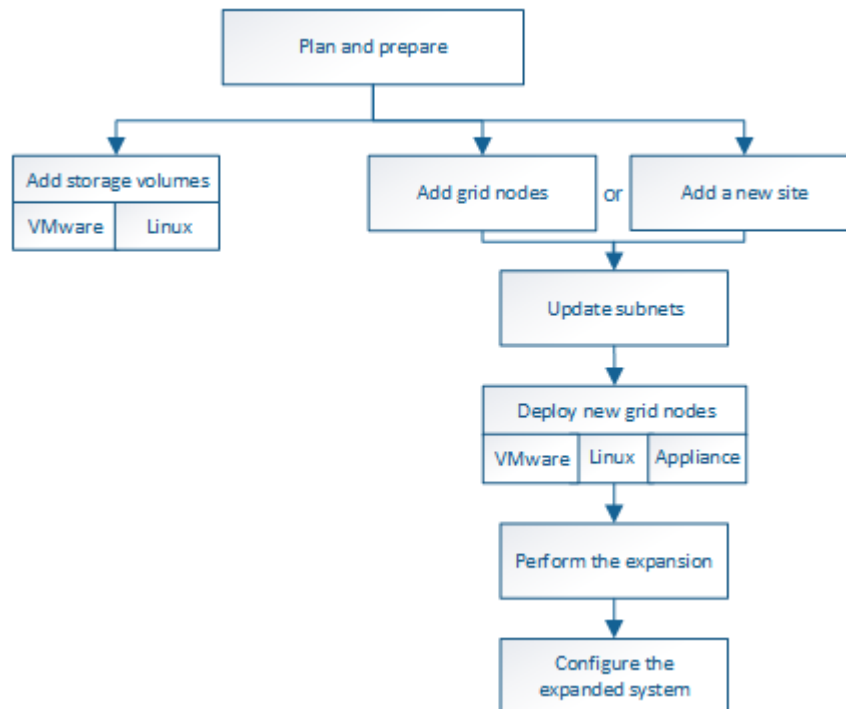 Plan and prepare
Add storage volumes
VMware
Linux
Add grid nodes
or
Add a new site
Update subnets
Deploy new grid nodes
VMware
Linux
Appliance
Perform the expansion
Configure the
expanded system